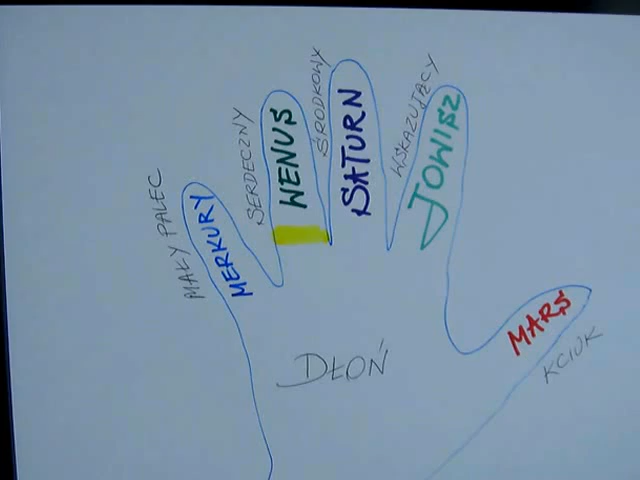 MAŁY PALEC
MERKURY
SERDECZNY
WENUS
ŚRODKOWY
SATURN
WSKAZUJĄCY
JOWISZ
MARS
KCIUK
DŁOŃ